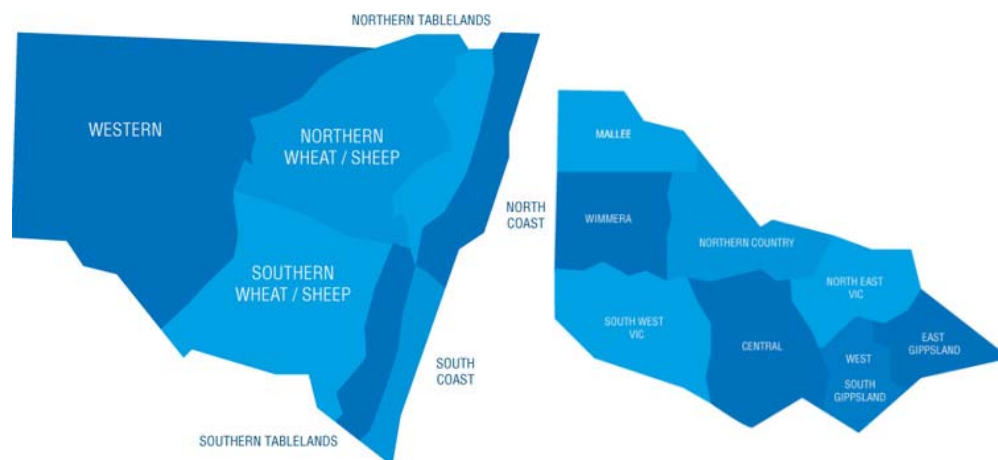 NORTHERN TABLELANDS
WESTERN
NORTHERN
WHEAT / SHEEP
NORTH
COAST
SOUTHERN
WHEAT / SHEEP
SOUTH
COAST
SOUTHERN TABLELANDS
MALLEE
WIMMERA
NORTHERN COUNTRY
NORTH EAST
VIC
SOUTH WEST
VIC
CENTRAL
EAST
GIPPSLAND
WEST
SOUTH
GIPPSLAND